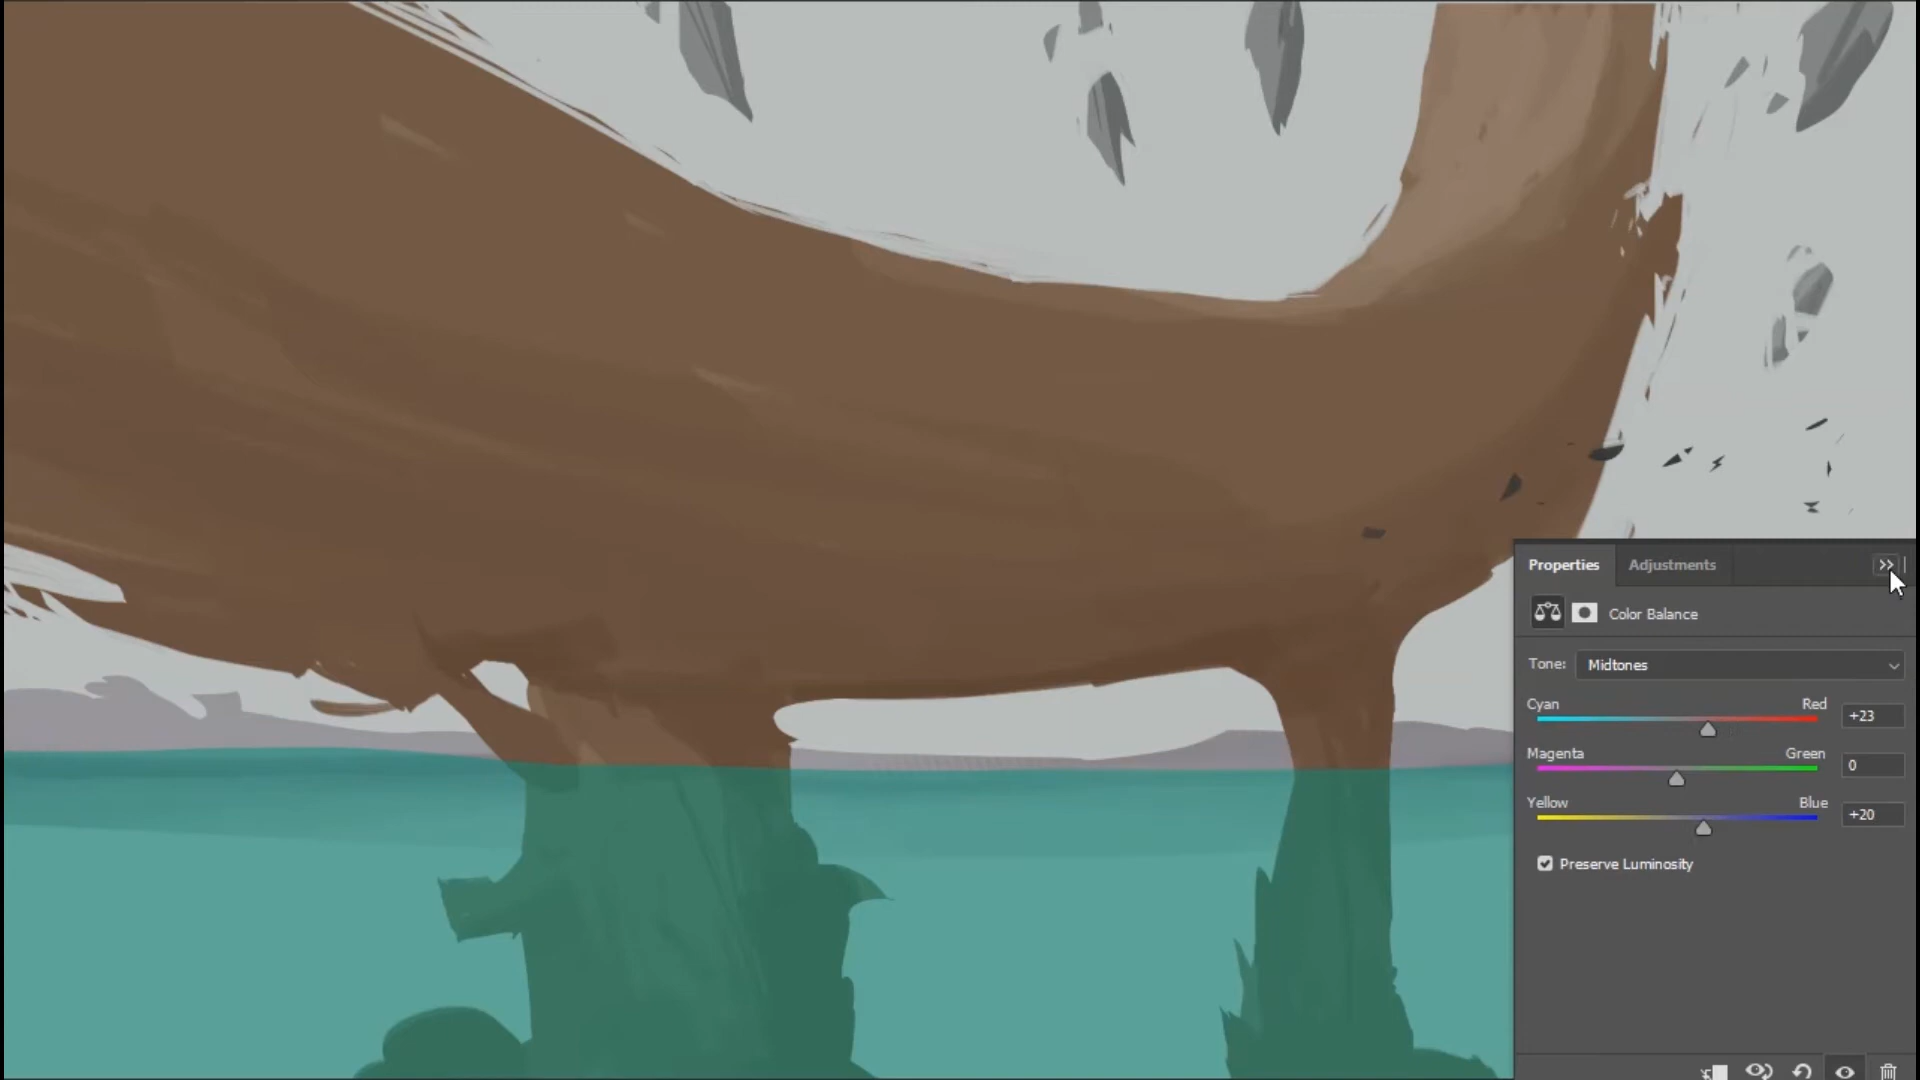 Properties Adjustments
Color Balance
Tone: Midtones
Cyan Red +23
Magenta Green 0
Yellow Blue +20
Preserve Luminosity